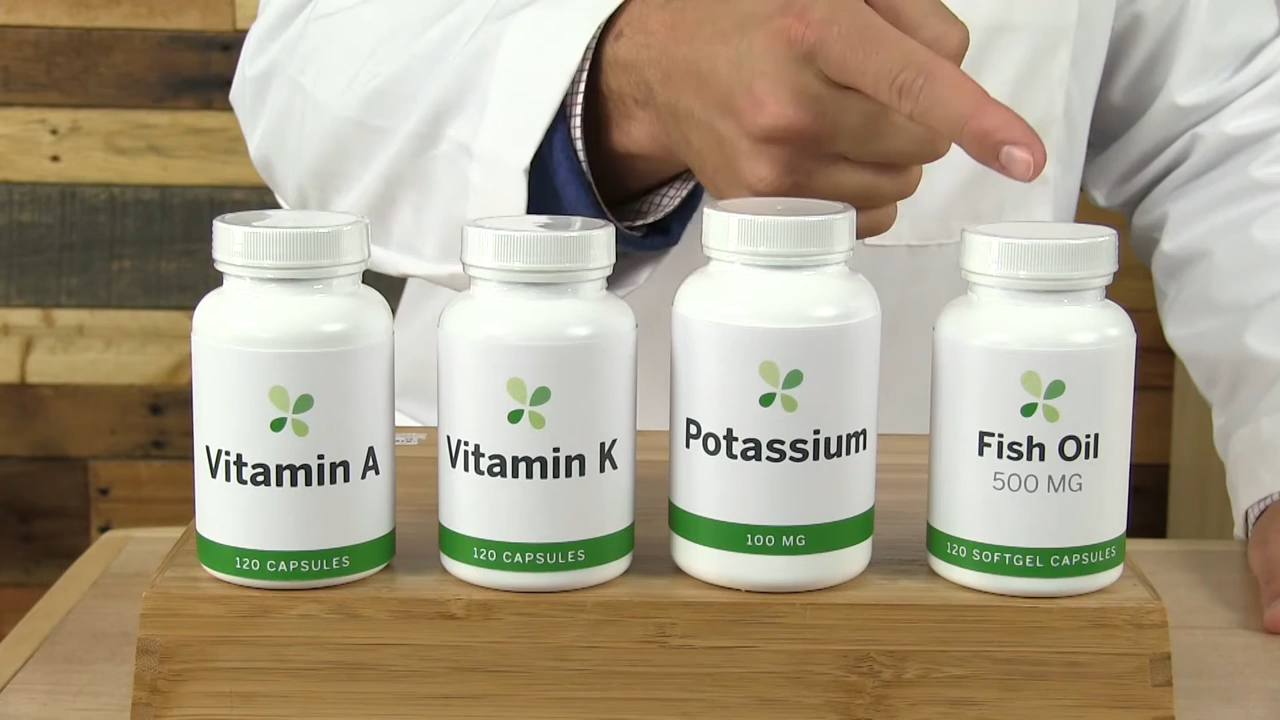 Vitamin A
120 CAPSULES
Vitamin K
120 CAPSULES
Potassium
100 MG
Fish Oil
500 MG
120 SOFTGEL CAPSULES